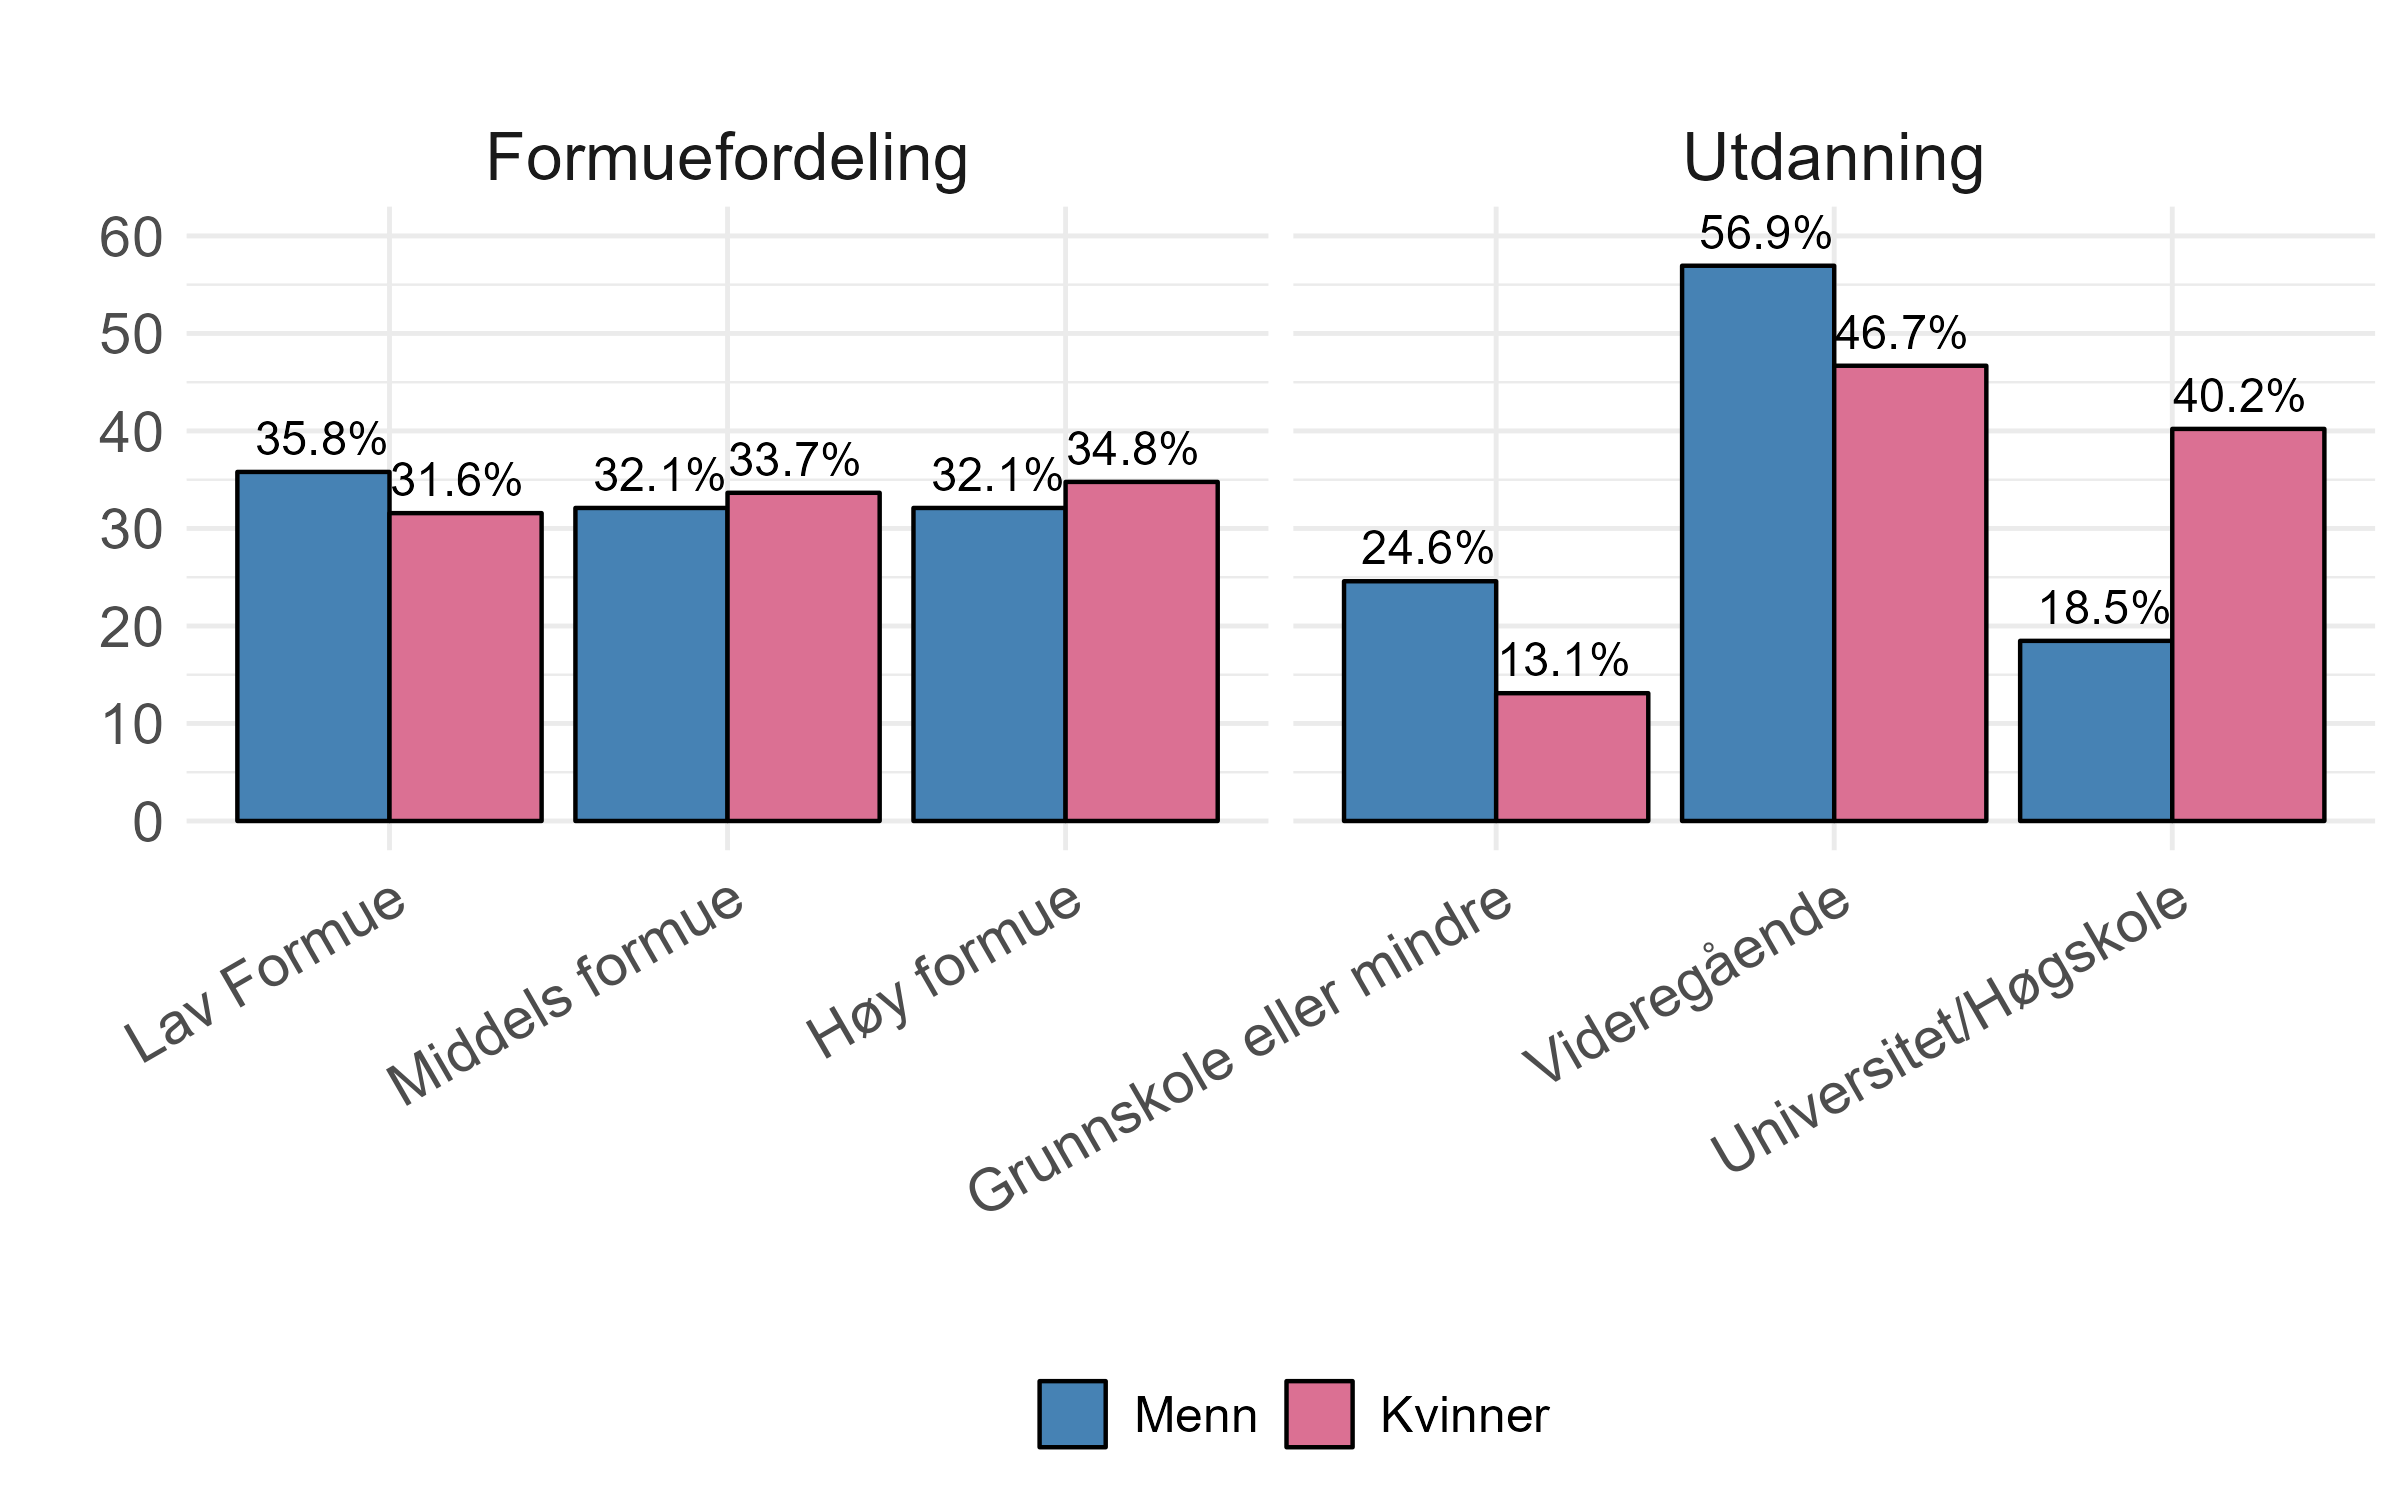 Formuefordeling
Utdanning
60
50
40
30
20
10
0
35.8%
31.6%
32.1%
33.7%
32.1%
34.8%
24.6%
13.1%
56.9%
46.7%
18.5%
40.2%
Lav Formue
Middels formue
Høy formue
Grunnskole eller mindre
Videregående
Universitet/Høgskole
Menn
Kvinner